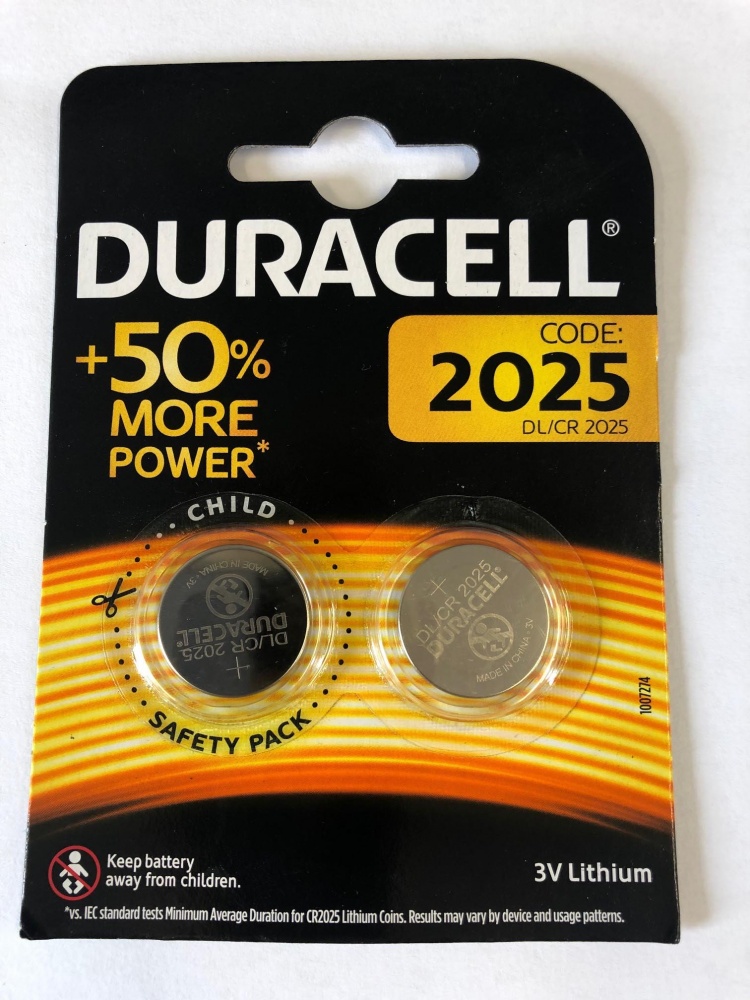 DURACELL®
+50%
MORE
POWER*
CODE:
2025
DL/CR 2025
CHILD
SAFETY PACK
MADE IN CHINA • 3V
DURACELL®
DL/CR 2025
+
+
DL/CR 2025
DURACELL®
MADE IN CHINA • 3V
1007274
Keep battery
away from children.
3V Lithium
*vs. IEC standard tests Minimum Average Duration for CR2025 Lithium Coins. Results may vary by device and usage patterns.